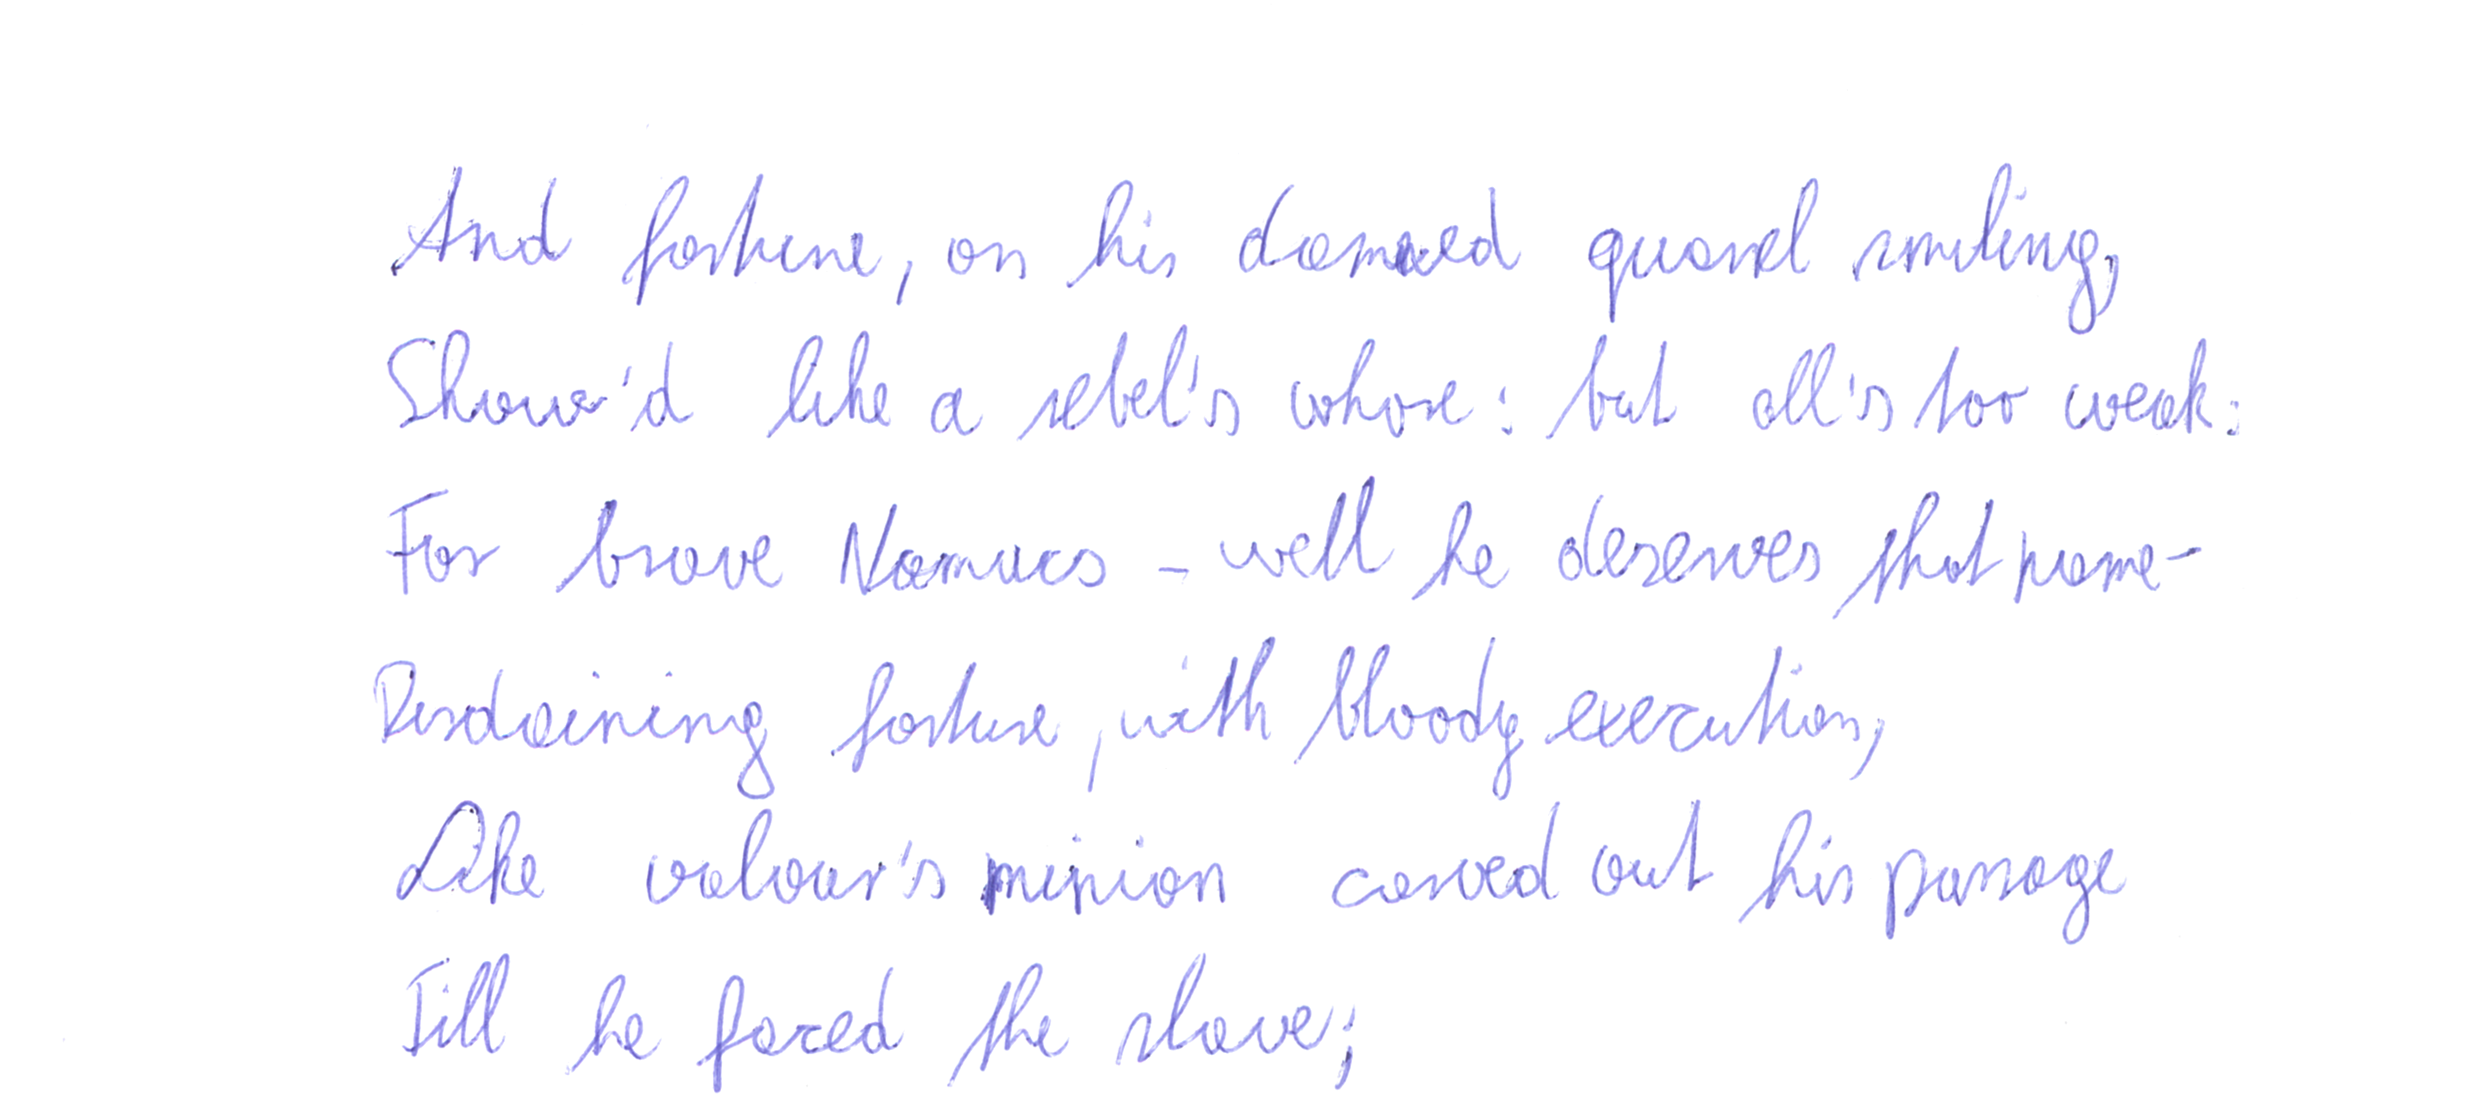 And fortune, on his damned quarrel smiling,
Show'd like a rebel's whore: but all's too weak:
For brave Namucs - well he deserves that name-
Disdaining fortune, with bloody execution,
Like valour's minion carved out his passage
Till he faced the slave;